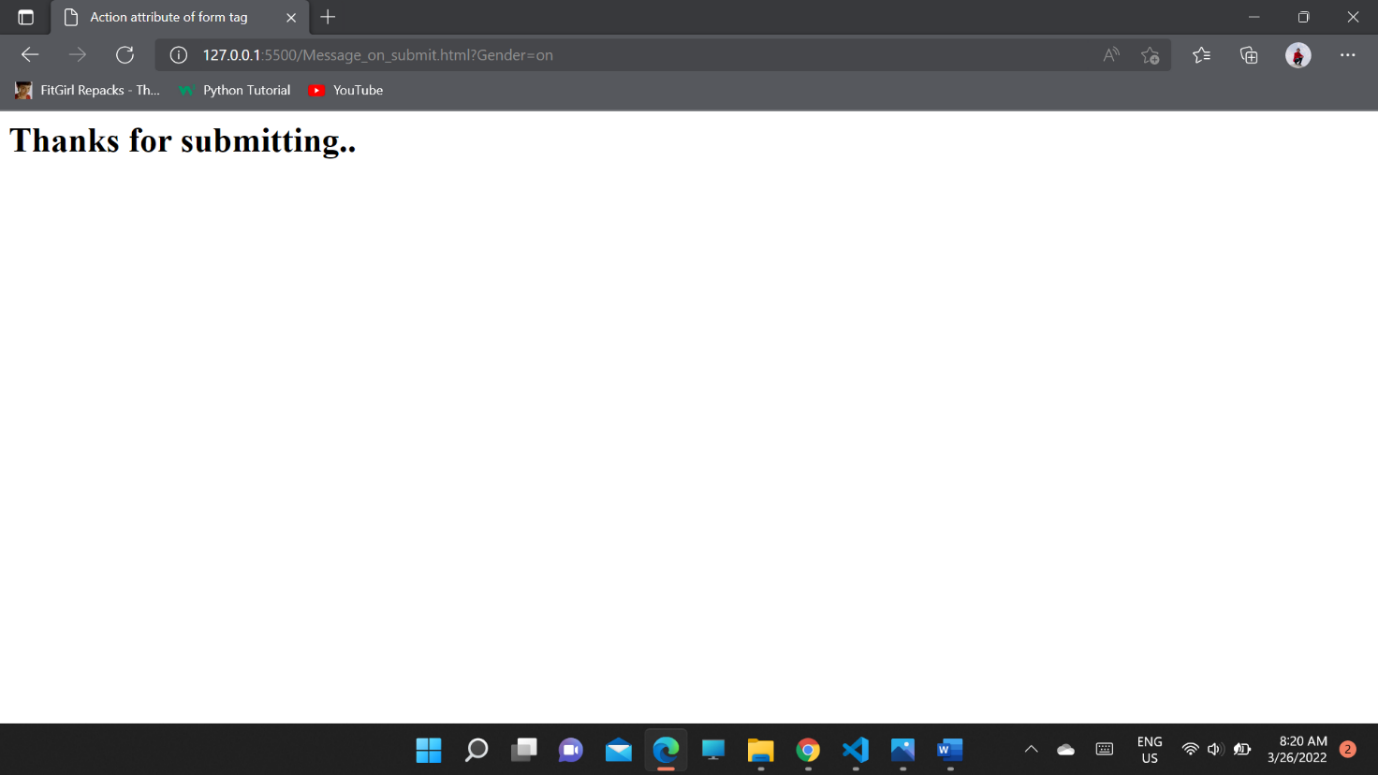 Action attribute of form tag
127.0.0.1:5500/Message_on_submit.html?Gender=on
FitGirl Repacks - Th... Python Tutorial YouTube
Thanks for submitting..
ENG 8:20 AM
US 3/26/2022 2